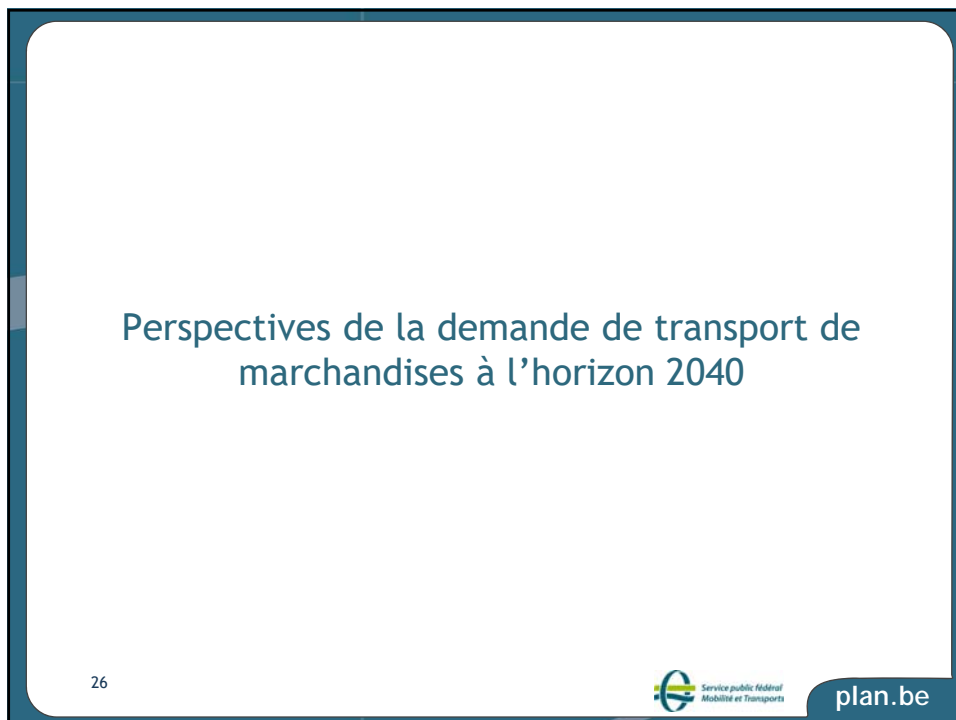 Perspectives de la demande de transport de
marchandises à l’horizon 2040
26
Service public fédéral
Mobilité et Transports
plan.be